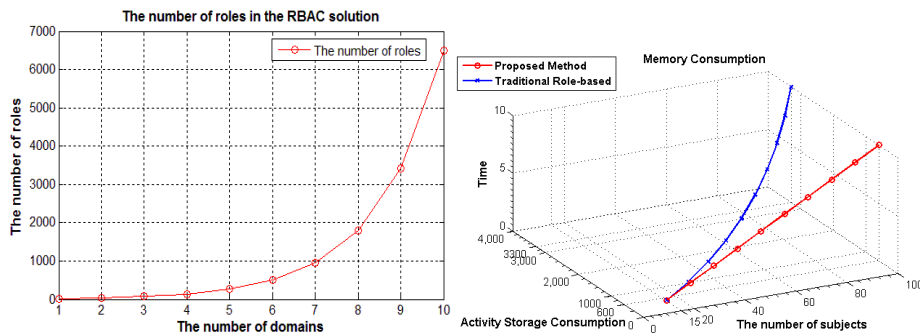 The number of roles in the RBAC solution
7000
6000
5000
4000
3000
2000
1000
0
The number of roles
The number of roles
1 2 3 4 5 6 7 8 9 10
The number of domains
Memory Consumption
Proposed Method
Traditional Role-based
10
5
0
Time
4,000
3300
3,000
2,000
1000
600
0
Activity Storage Consumption
0 15 20 40 60 80 100
The number of subjects